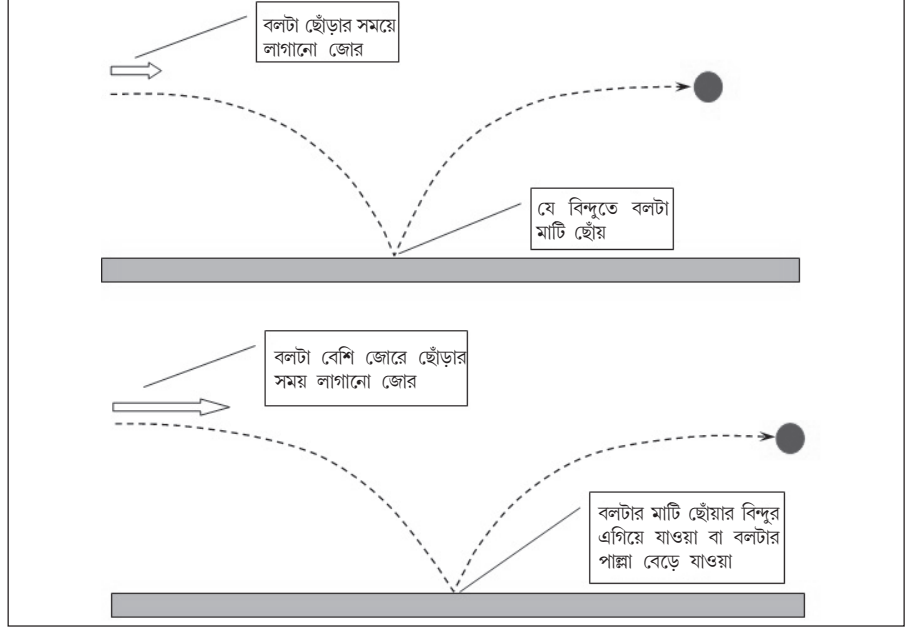 বলটা ছোঁড়ার সময়ে
লাগানো জোর
যে বিন্দুতে বলটা
মাটি ছোঁয়
বলটা বেশি জোরে ছোঁড়ার
সময় লাগানো জোর
বলটার মাটি ছোঁয়ার বিন্দুর
এগিয়ে যাওয়া বা বলটার
পাল্লা বেড়ে যাওয়া